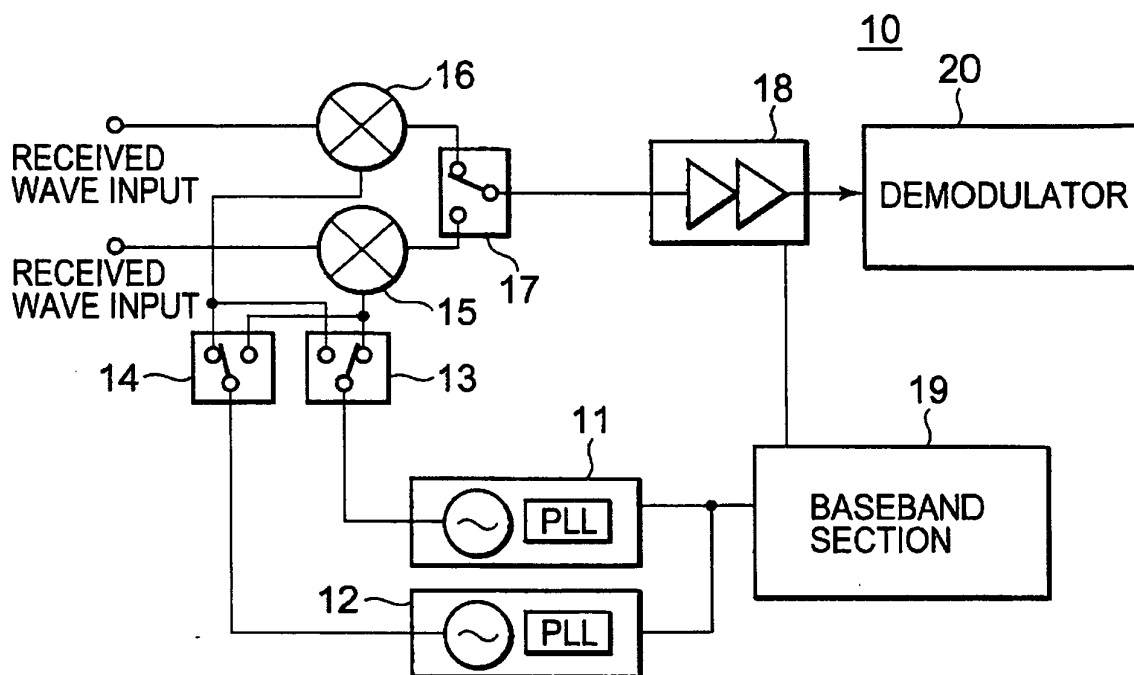 10
16
18
20
RECEIVED
WAVE INPUT
DEMODULATOR
RECEIVED
WAVE INPUT
17
15
14
13
19
11
PLL
BASEBAND
SECTION
12
PLL